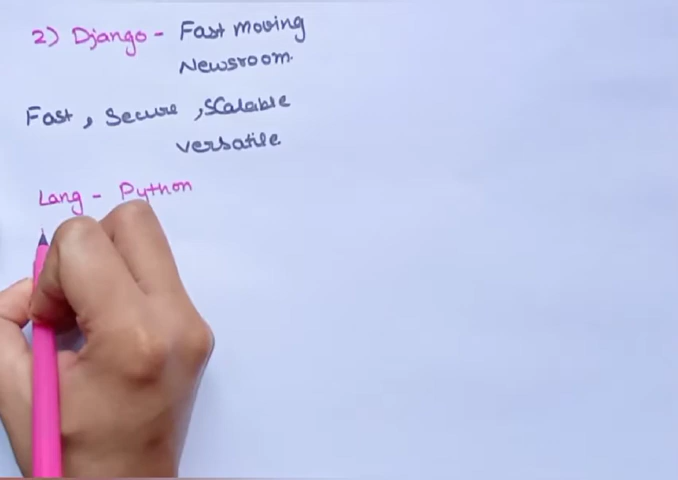 2) Django - Fast moving
Newsroom.
Fast, Secure, Scalable
versatile
Lang - Python